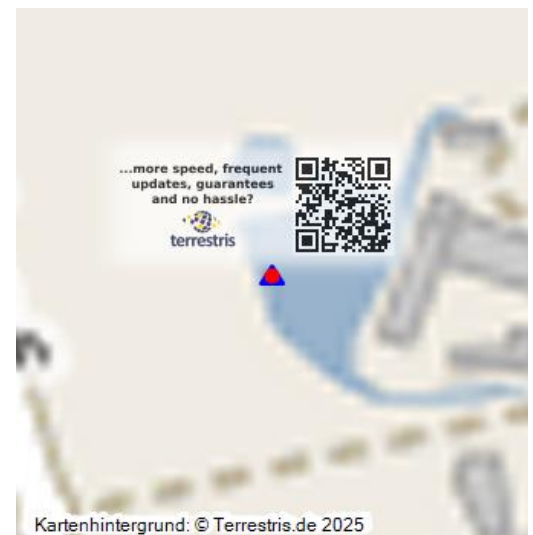 ...more speed, frequent
updates, guarantees
and no hassle?
terrestris
Kartenhintergrund: © Terrestris.de 2025